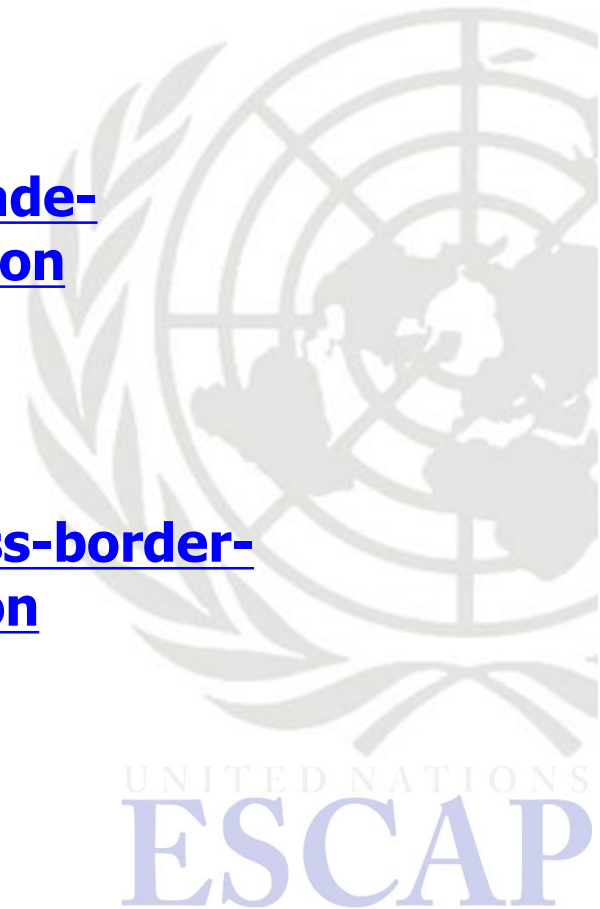 ade-
on
ss-border-
on
UNITED NATIONS
ESCAP